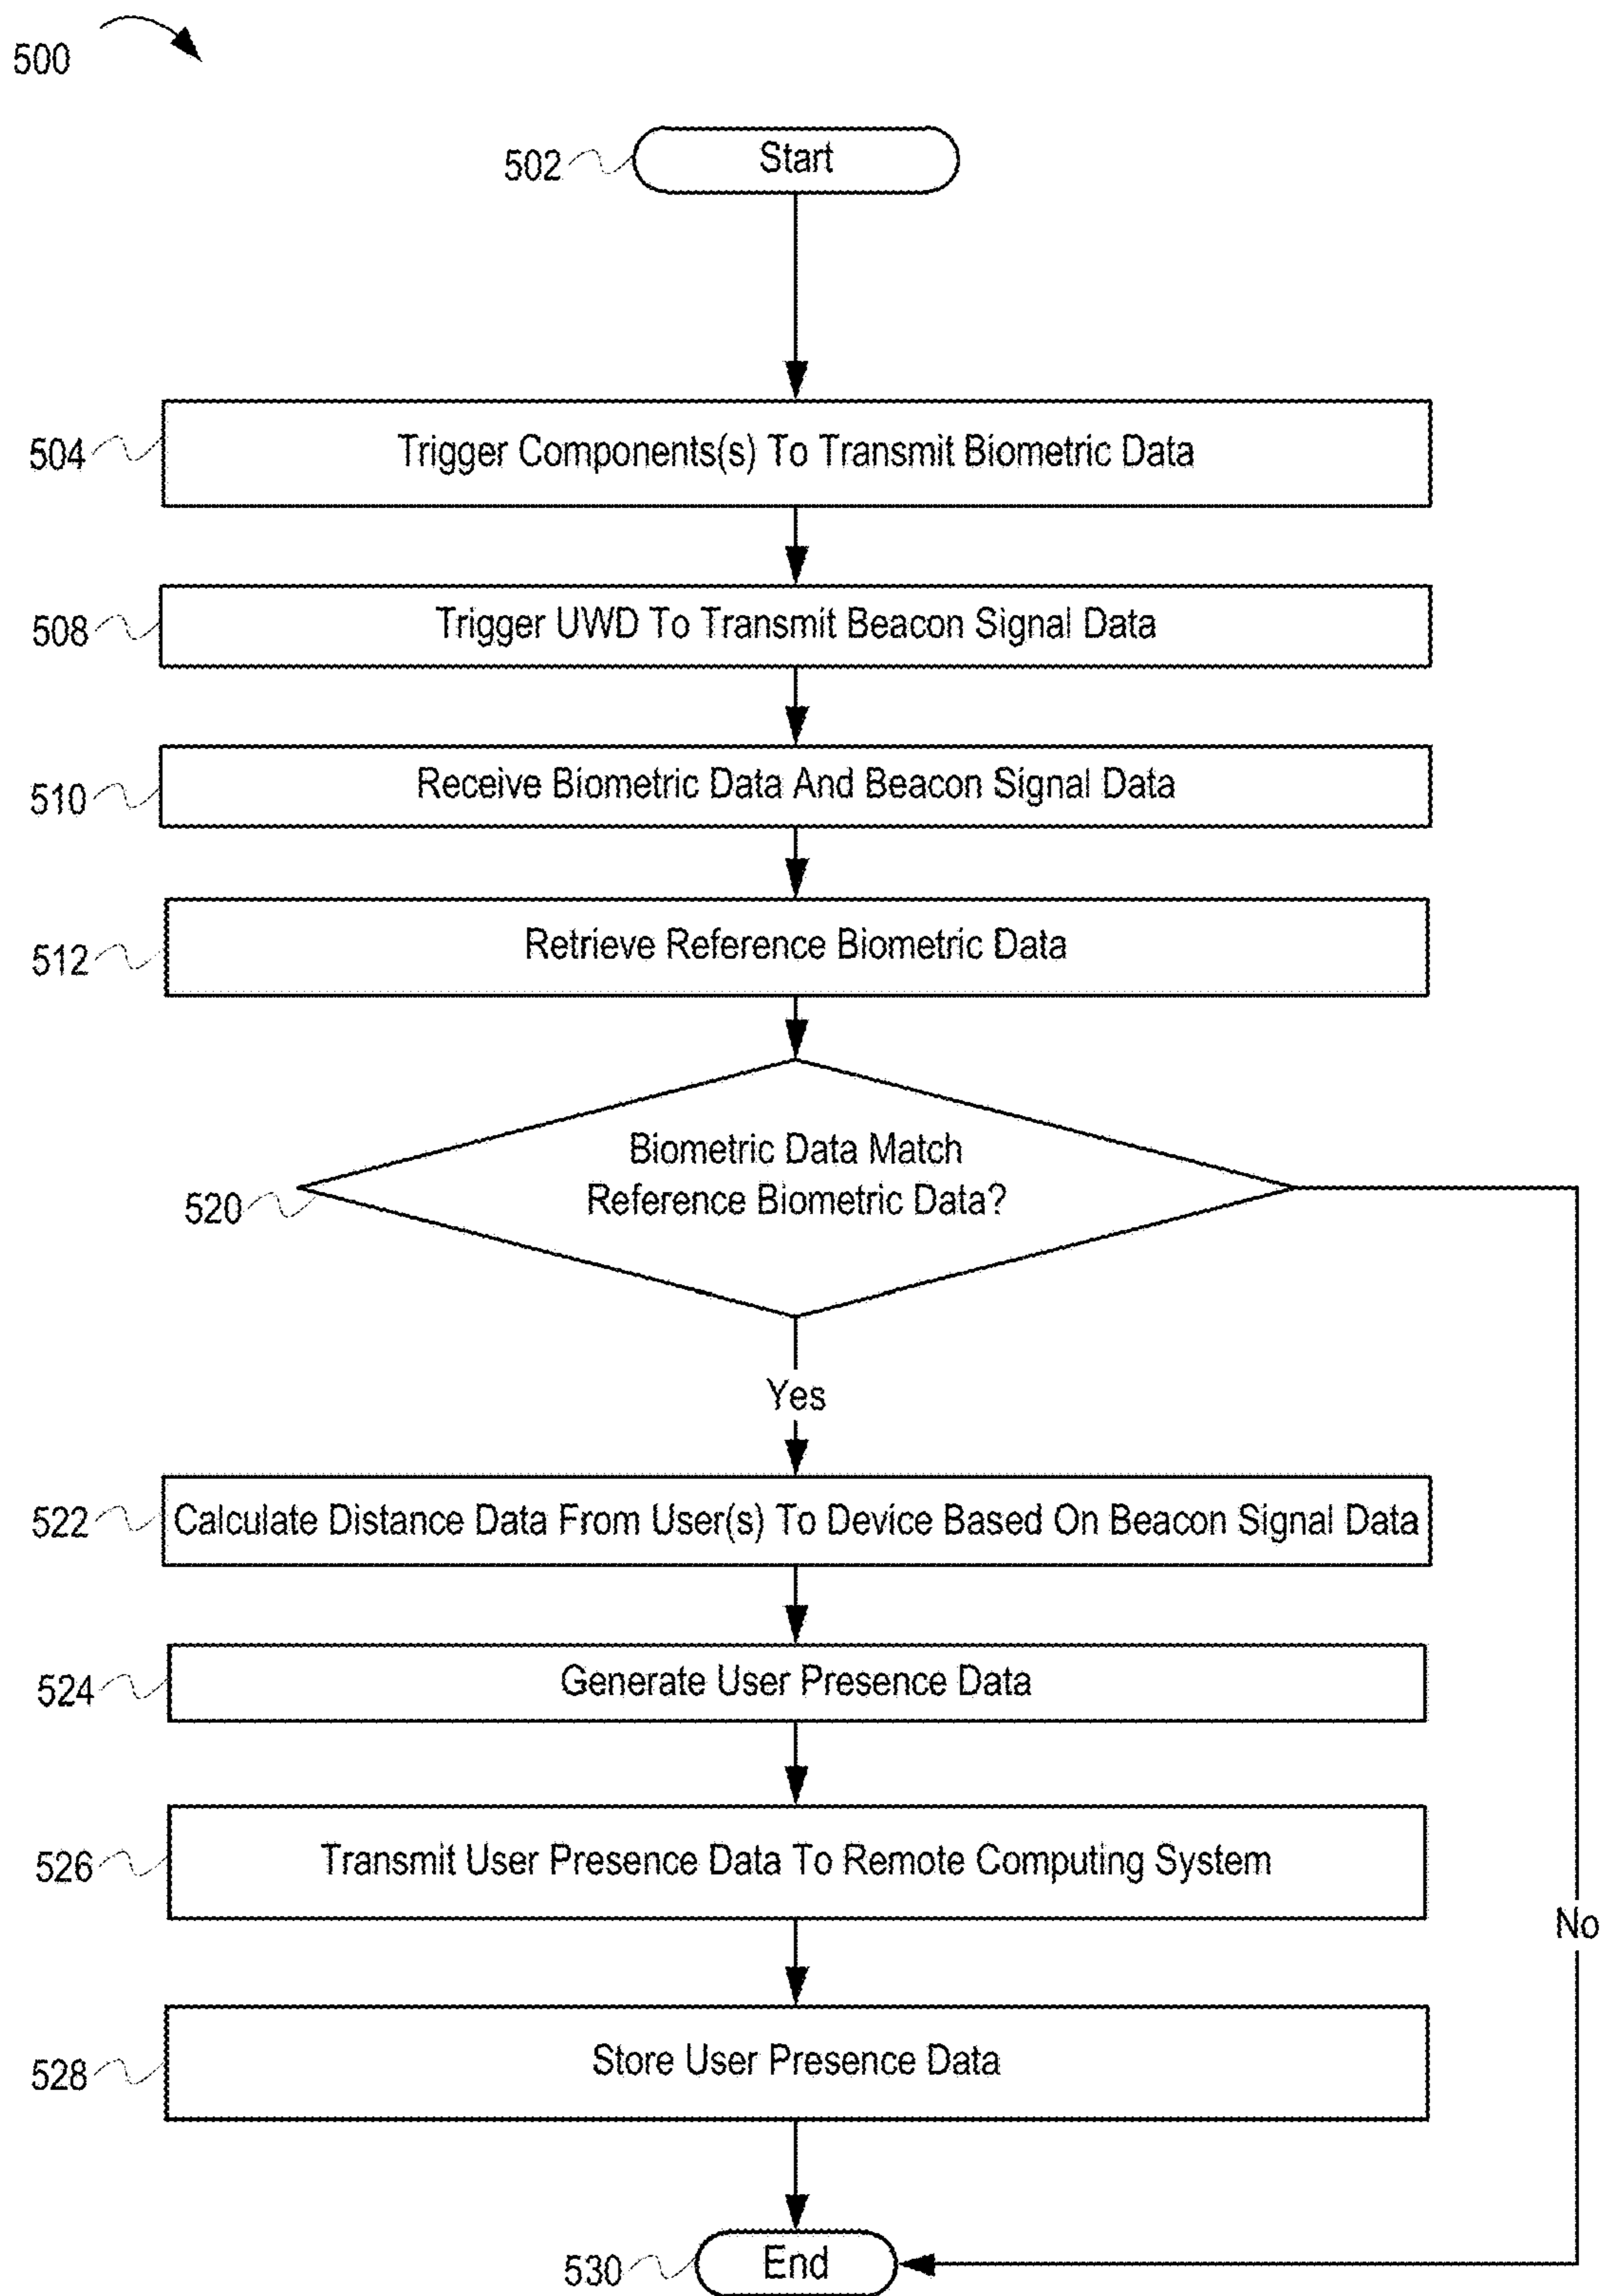 500
502
Start
504
Trigger Components(s) To Transmit Biometric Data
508
Trigger UWD To Transmit Beacon Signal Data
510
Receive Biometric Data And Beacon Signal Data
512
Retrieve Reference Biometric Data
520
Biometric Data Match
Reference Biometric Data?
Yes
522
Calculate Distance Data From User(s) To Device Based On Beacon Signal Data
524
Generate User Presence Data
526
Transmit User Presence Data To Remote Computing System
No
528
Store User Presence Data
530
End